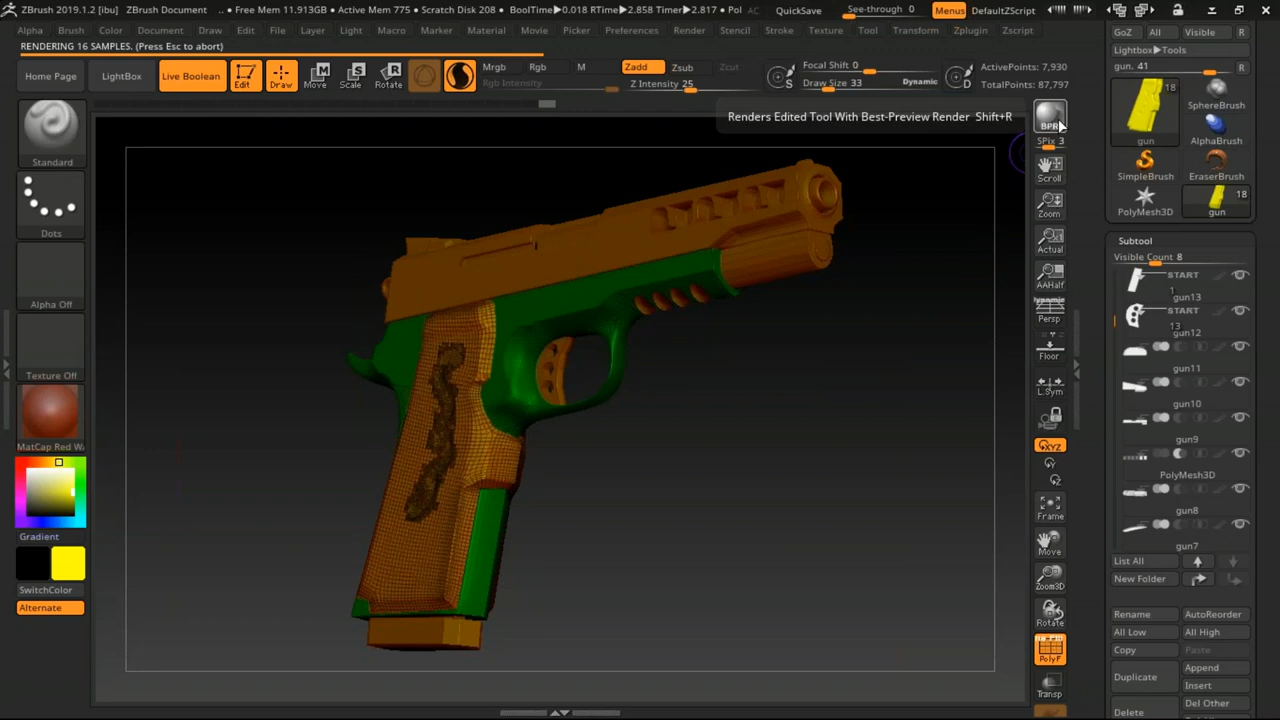 ZBrush 2019.1.2 [ibu] ZBrush Document .. • Free Mem 11.913GB • Active Mem 775 • Scratch Disk 208 • BoolTime▶0.018 RTime▶2.858 Timer▶2.817 • Pol AC QuickSave See-through 0 Menus DefaultZScript
Alpha Brush Color Document Draw Edit File Layer Light Macro Marker Material Movie Picker Preferences Render Stencil Stroke Texture Tool Transform Zplugin Zscript
RENDERING 16 SAMPLES. (Press Esc to abort)
Home Page LightBox Live Boolean Edit Draw Move Scale Rotate
Mrgb Rgb M Zadd Zsub Zcut
Rgb Intensity Z Intensity 25
Focal Shift 0
Draw Size 33 Dynamic
S D
ActivePoints: 7,930
TotalPoints: 87,797
Renders Edited Tool With Best-Preview Render Shift+R
Standard
Dots
Alpha Off
Texture Off
MatCap Red Wa
Gradient
SwitchColor
Alternate
BPR
SPix 3
Scroll
Zoom
Actual
AAHalf
Dynamic
Persp
Floor
L.Sym
XYZ
Frame
Move
Zoom3D
Rotate
PolyF
Transp
GoZ All Visible R
Lightbox▶Tools
gun. 41 R
18
gun
SphereBrush
AlphaBrush
SimpleBrush EraserBrush
18
PolyMesh3D gun
Subtool
Visible Count 8
START
1
gun13
START
13
gun12
gun11
gun10
gun9
PolyMesh3D
gun8
gun7
List All
New Folder
Rename AutoReorder
All Low All High
Copy Paste
Duplicate Append
Insert
Delete Del Other